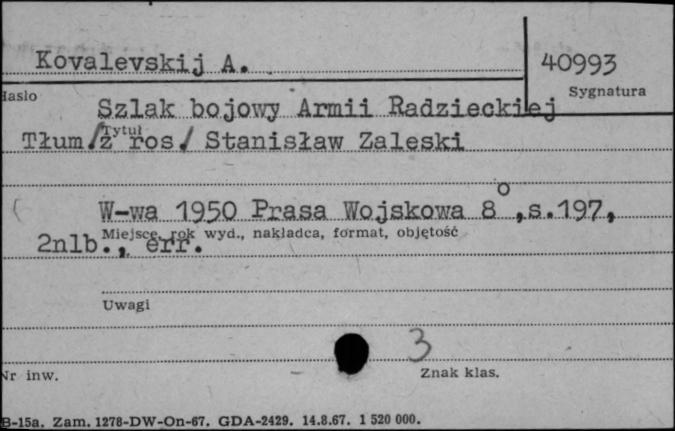 Kovalevskij A.
40993
Hasło
Sygnatura
Szlak bojowy Armii Radzieckiej
Tytuł
Tłum/z ros/ Stanisław Zaleski
W-wa 1950 Prasa Wojskowa 8°,s.197,
Miejsce, rok wyd., nakładca, format, objętość
2nlb., err.
Uwagi
3
Nr inw.
Znak klas.
B-15a. Zam. 1278-DW-On-67. GDA-2429. 14.8.67. 1 520 000.